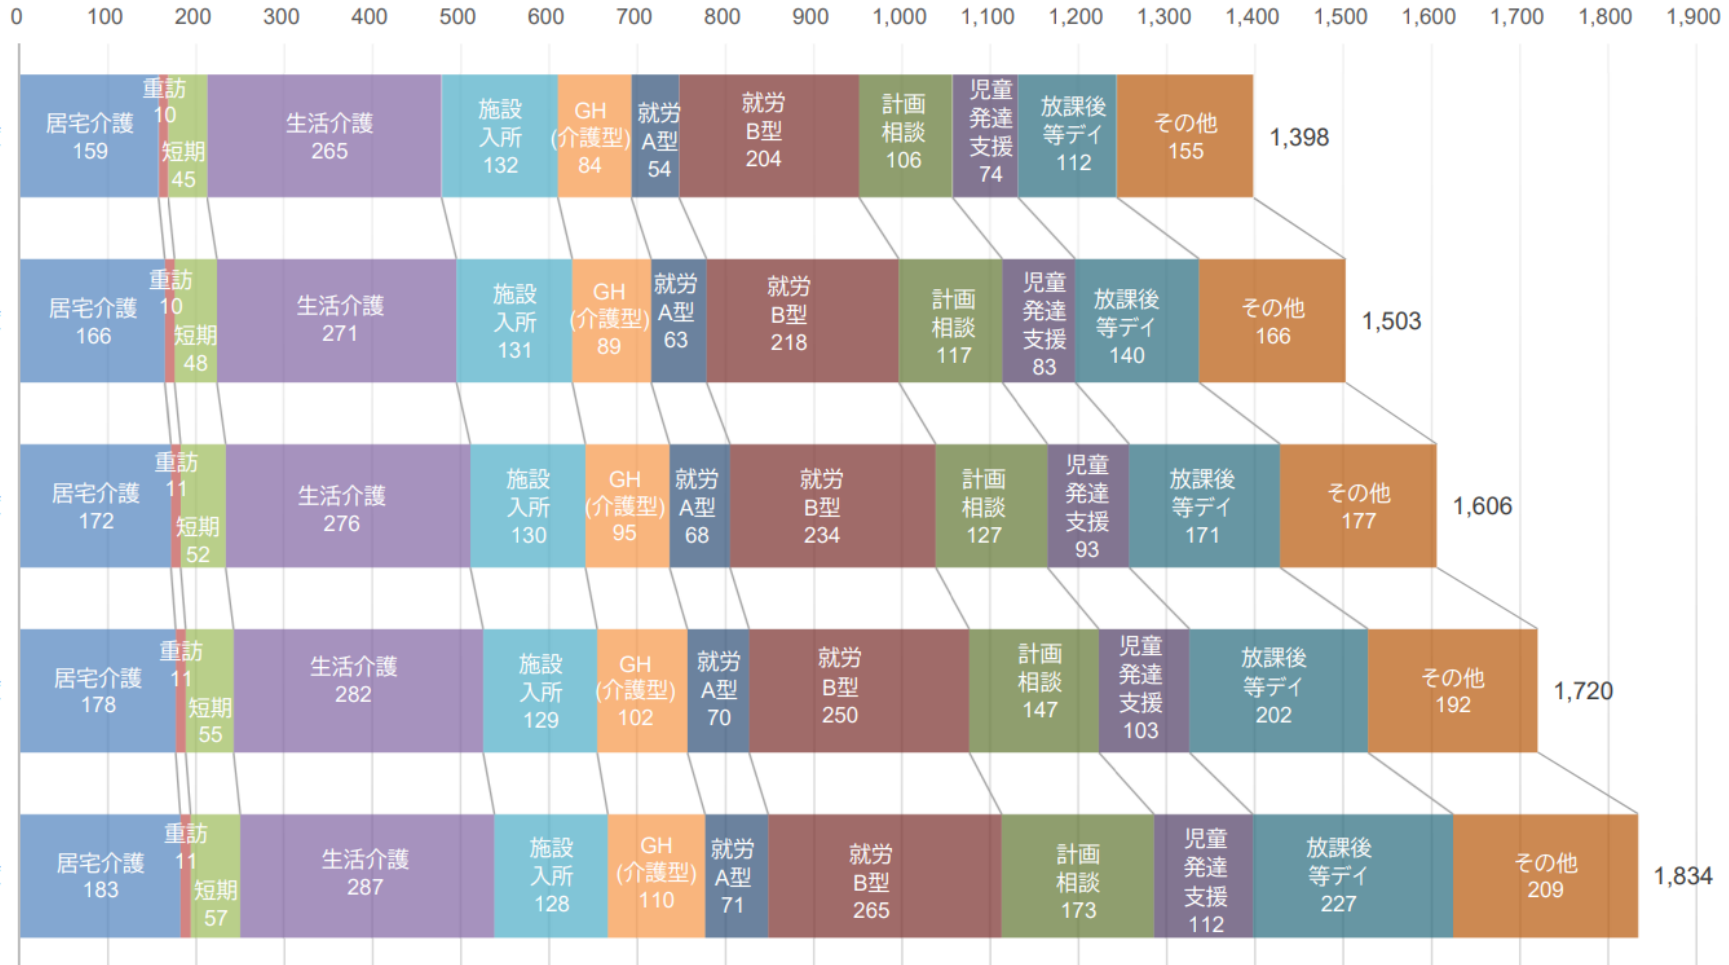 0 100 200 300 400 500 600 700 800 900 1,000 1,100 1,200 1,300 1,400 1,500 1,600 1,700 1,800 1,900
居宅介護
159
重訪
10
短期
45
生活介護
265
施設
入所
132
GH
(介護型)
84
就労
A型
54
就労
B型
204
計画
相談
106
児童
発達
支援
74
放課後
等デイ
112
その他
155
1,398
居宅介護
166
重訪
10
短期
48
生活介護
271
施設
入所
131
GH
(介護型)
89
就労
A型
63
就労
B型
218
計画
相談
117
児童
発達
支援
83
放課後
等デイ
140
その他
166
1,503
居宅介護
172
重訪
11
短期
52
生活介護
276
施設
入所
130
GH
(介護型)
95
就労
A型
68
就労
B型
234
計画
相談
127
児童
発達
支援
93
放課後
等デイ
171
その他
177
1,606
居宅介護
178
重訪
11
短期
55
生活介護
282
施設
入所
129
GH
(介護型)
102
就労
A型
70
就労
B型
250
計画
相談
147
児童
発達
支援
103
放課後
等デイ
202
その他
192
1,720
居宅介護
183
重訪
11
短期
57
生活介護
287
施設
入所
128
GH
(介護型)
110
就労
A型
71
就労
B型
265
計画
相談
173
児童
発達
支援
112
放課後
等デイ
227
その他
209
1,834